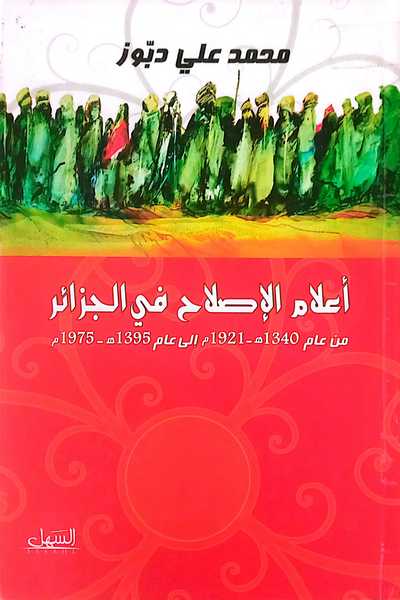 محمد علي دبّوز
أعلام الإصلاح في الجزائر
من عام 1340هـ - 1921م الى عام 1395هـ - 1975م
السهل